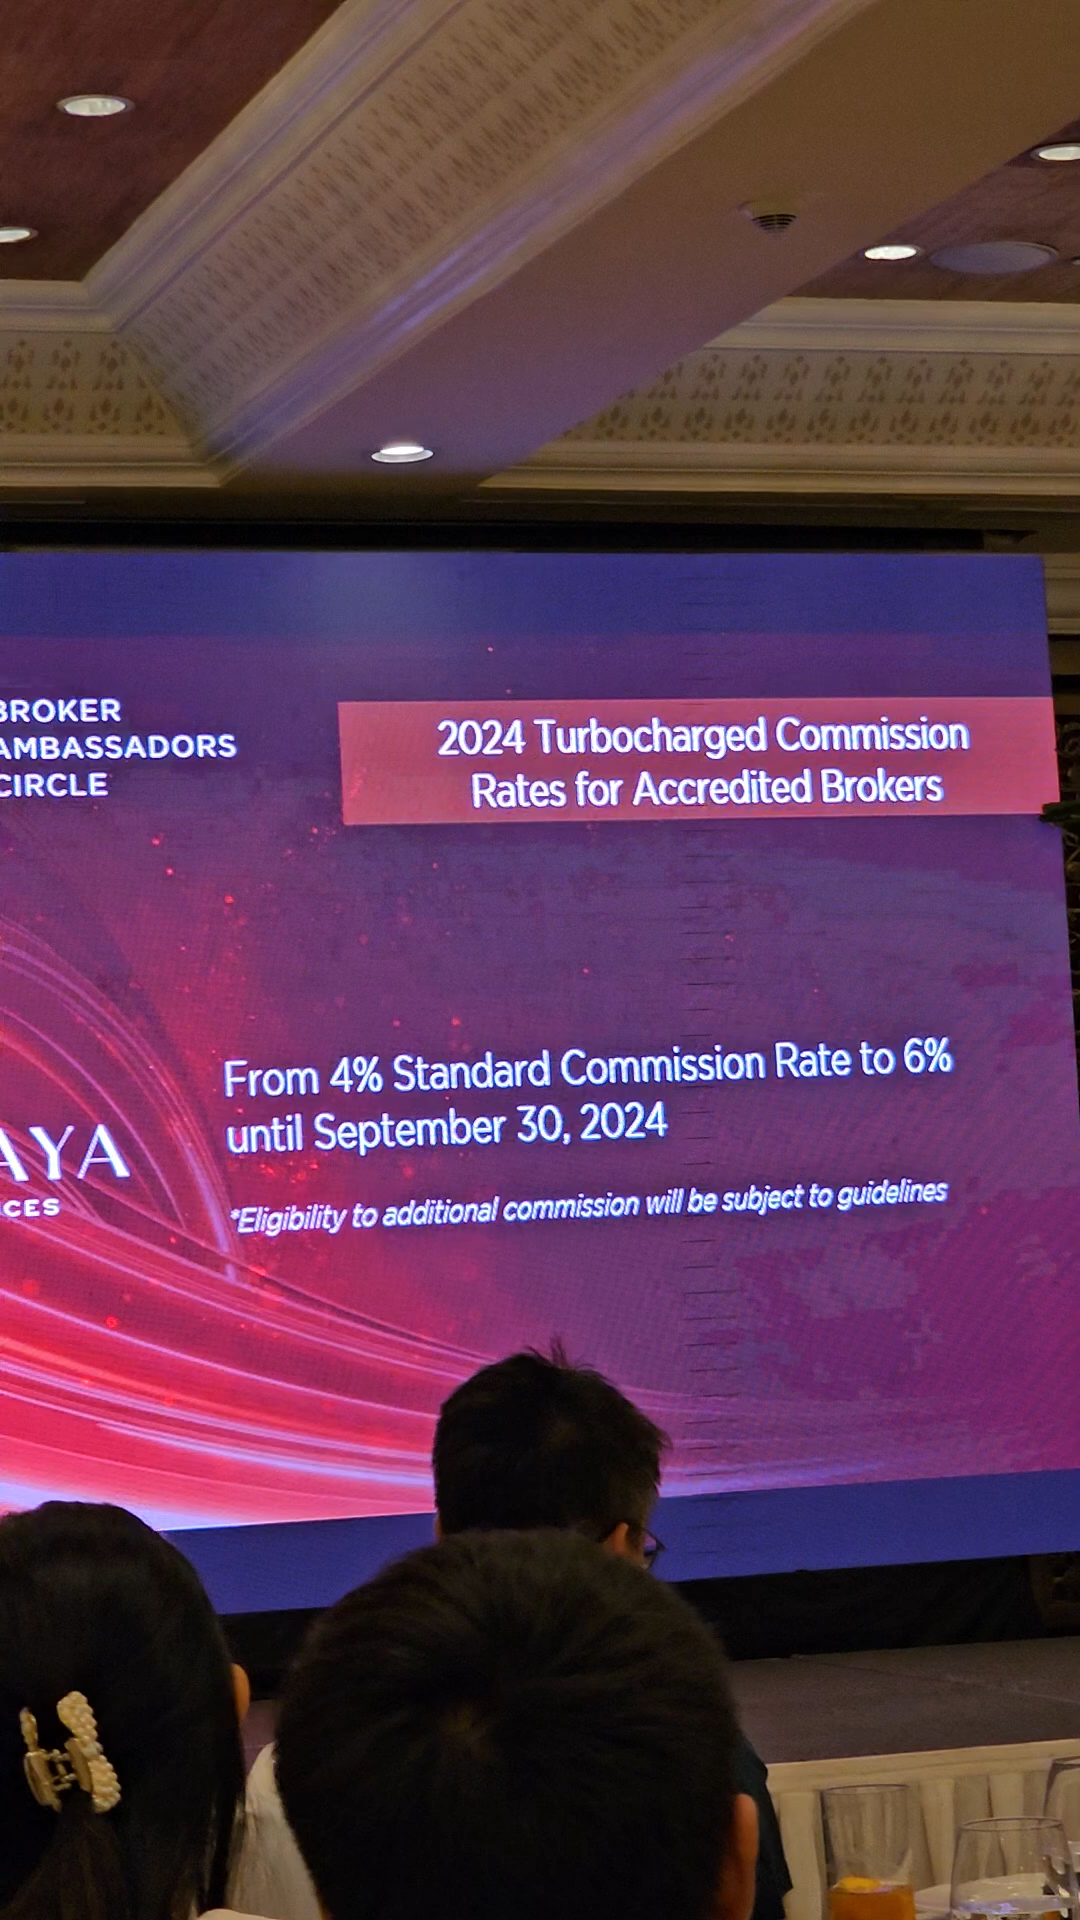 BROKER
AMBASSADORS
CIRCLE
2024 Turbocharged Commission
Rates for Accredited Brokers
From 4% Standard Commission Rate to 6%
until September 30, 2024
*Eligibility to additional commission will be subject to guidelines
AYA
CES